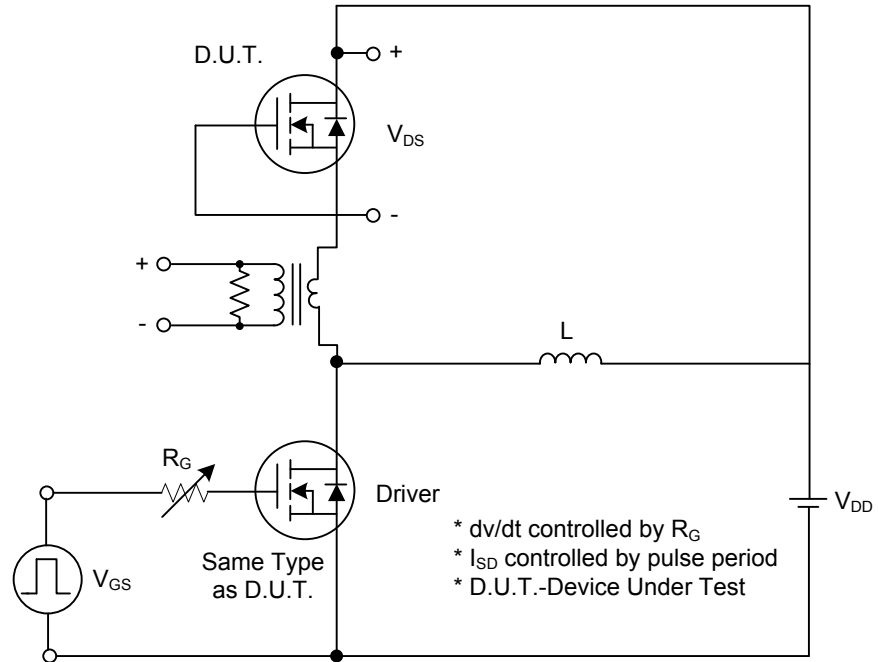 D.U.T.
+
V_DS
-
+
-
L
R_G
Driver
V_DD
V_GS
Same Type
as D.U.T.
* dv/dt controlled by R_G
* I_SD controlled by pulse period
* D.U.T.-Device Under Test